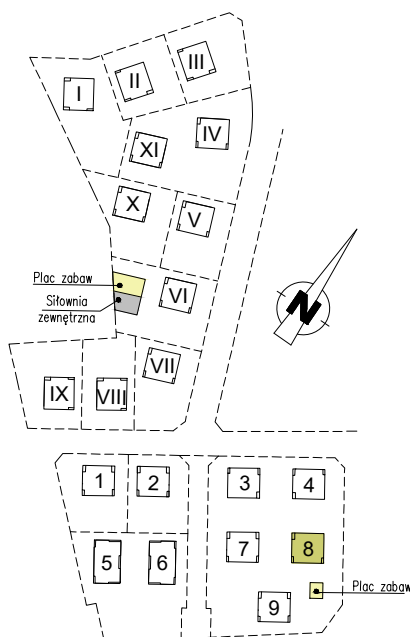 III
II
I
IV
XI
X
V
Plac zabaw
Siłownia
zewnętrzna
VI
N
VII
IX
VIII
1
2
3
4
5
6
7
8
Plac zabaw
9